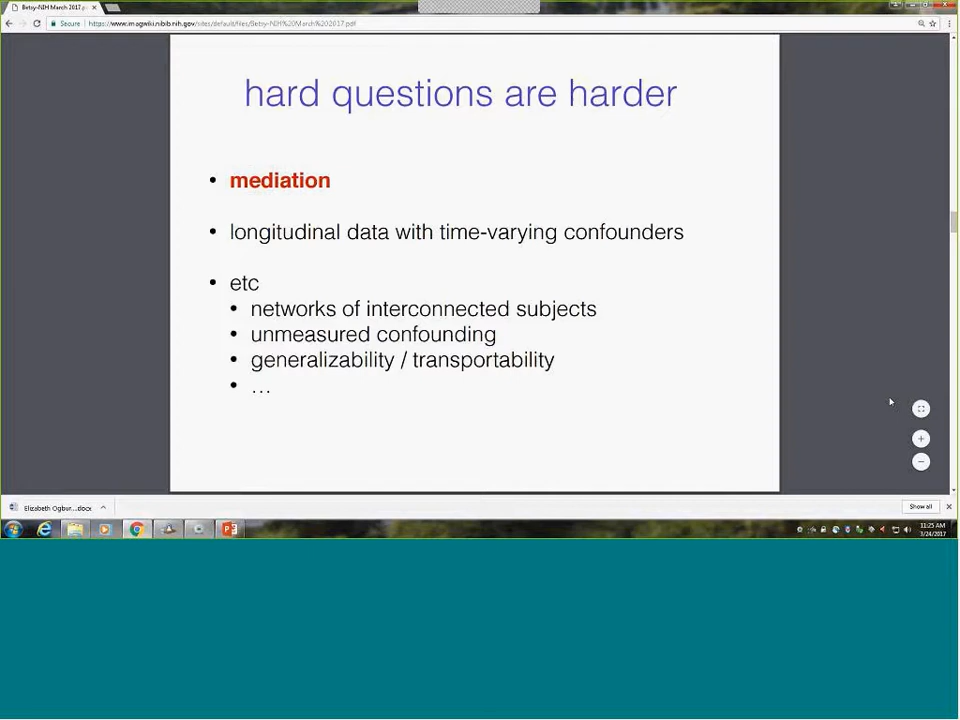 Betsy-NIH March 2017.p
Secure https://www.imagwiki.nibib.nih.gov/sites/default/files/Betsy-NIH%20March%202017.pdf
hard questions are harder
• mediation
• longitudinal data with time-varying confounders
• etc
• networks of interconnected subjects
• unmeasured confounding
• generalizability / transportability
• ...
Elizabeth Ogbur....docx
Show all
11:25 AM
3/24/2017